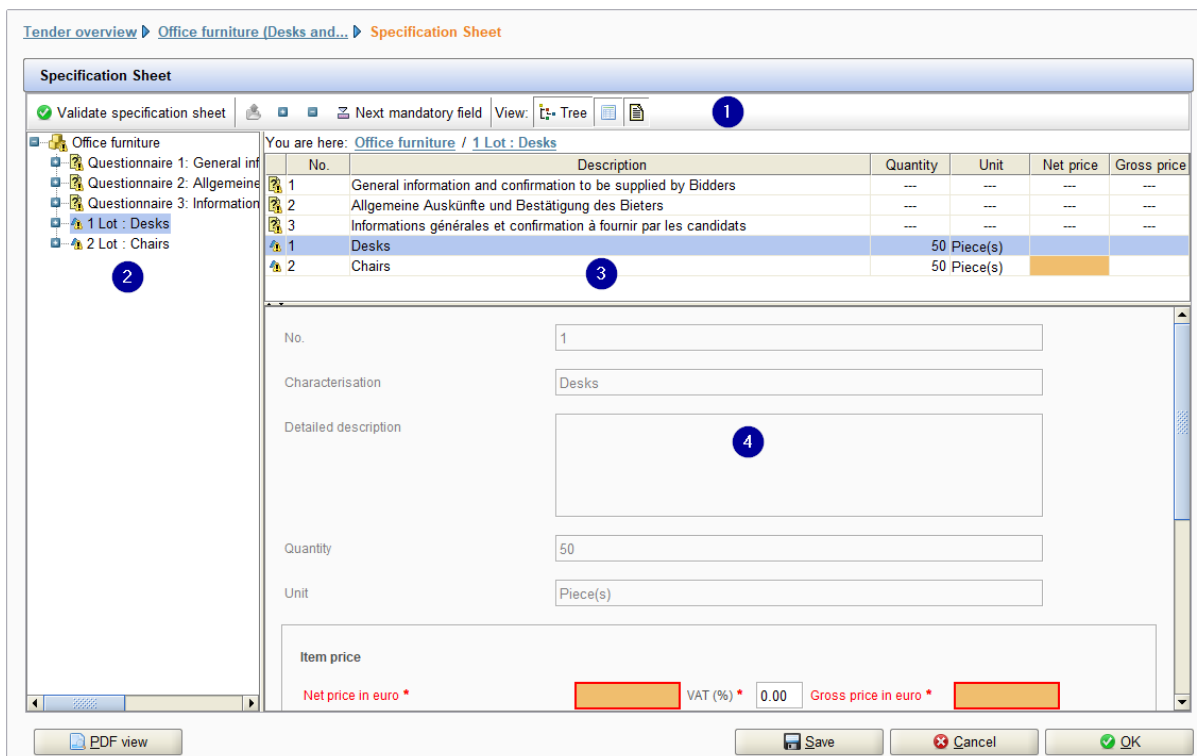 Tender overview Office furniture (Desks and... Specification Sheet
Specification Sheet
Validate specification sheet Next mandatory field View: Tree 1
Office furniture
Questionnaire 1: General inf
Questionnaire 2: Allgemeine
Questionnaire 3: Information
1 Lot : Desks
2 Lot : Chairs
2
You are here: Office furniture / 1 Lot : Desks
No. Description Quantity Unit Net price Gross price
1 General information and confirmation to be supplied by Bidders --- --- --- ---
2 Allgemeine Auskünfte und Bestätigung des Bieters --- --- --- ---
3 Informations générales et confirmation à fournir par les candidats --- --- --- ---
1 Desks 50 Piece(s)
2 Chairs 50 Piece(s)
3
No. 1
Characterisation Desks
Detailed description
4
Quantity 50
Unit Piece(s)
Item price
Net price in euro * VAT (%) * 0.00 Gross price in euro *
PDF view Save Cancel OK